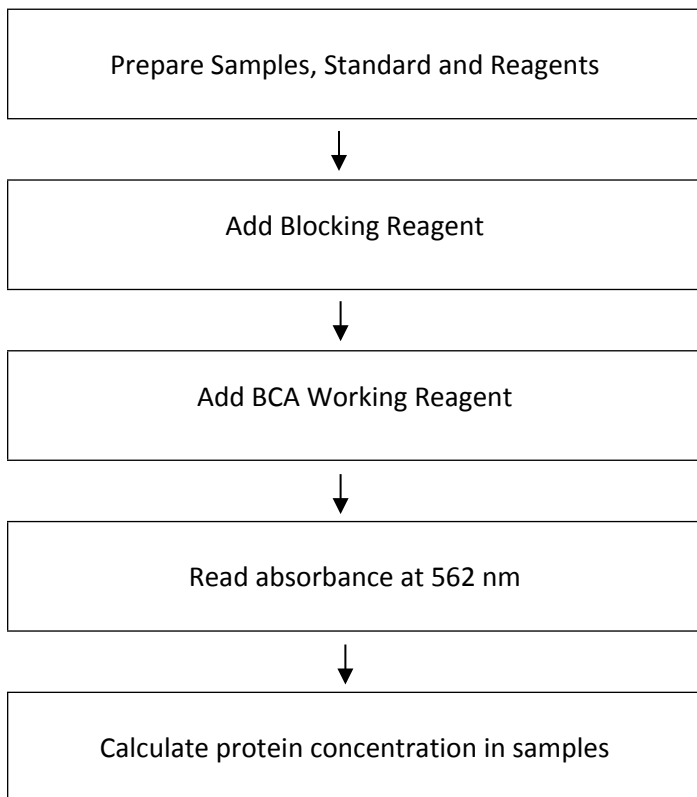 Prepare Samples, Standard and Reagents
Add Blocking Reagent
Add BCA Working Reagent
Read absorbance at 562 nm
Calculate protein concentration in samples